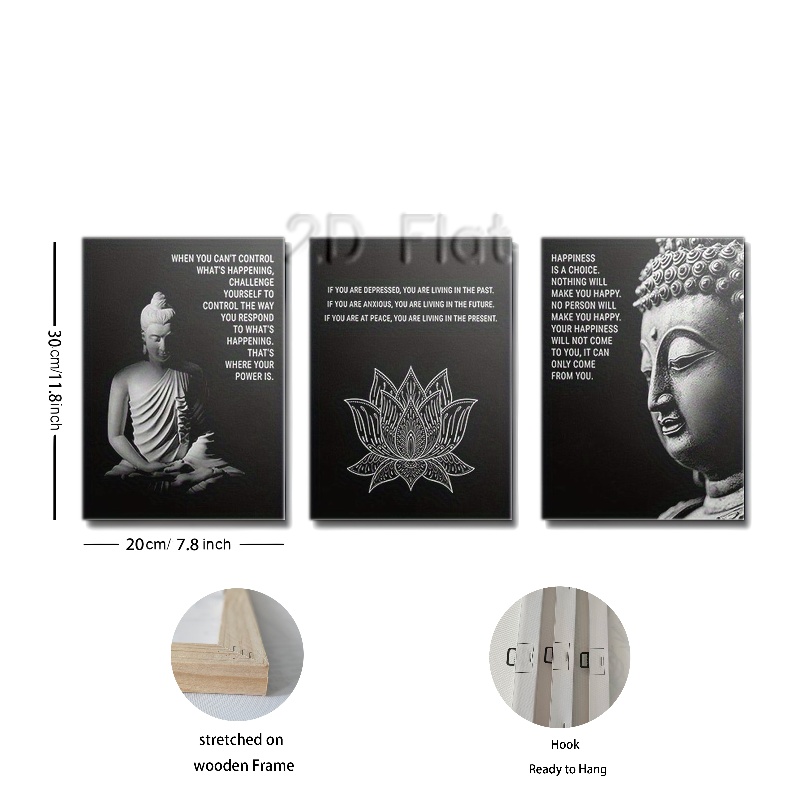 2D Flat
WHEN YOU CAN'T CONTROL
WHAT'S HAPPENING,
CHALLENGE
YOURSELF TO
CONTROL THE WAY
YOU RESPOND
TO WHAT'S
HAPPENING.
THAT'S
WHERE YOUR
POWER IS.
IF YOU ARE DEPRESSED, YOU ARE LIVING IN THE PAST.
IF YOU ARE ANXIOUS, YOU ARE LIVING IN THE FUTURE.
IF YOU ARE AT PEACE, YOU ARE LIVING IN THE PRESENT.
HAPPINESS
IS A CHOICE.
NOTHING WILL
MAKE YOU HAPPY.
NO PERSON WILL
MAKE YOU HAPPY.
YOUR HAPPINESS
WILL NOT COME
TO YOU, IT CAN
ONLY COME
FROM YOU.
30cm/11.8inch
20cm/ 7.8 inch
stretched on
wooden Frame
Hook
Ready to Hang